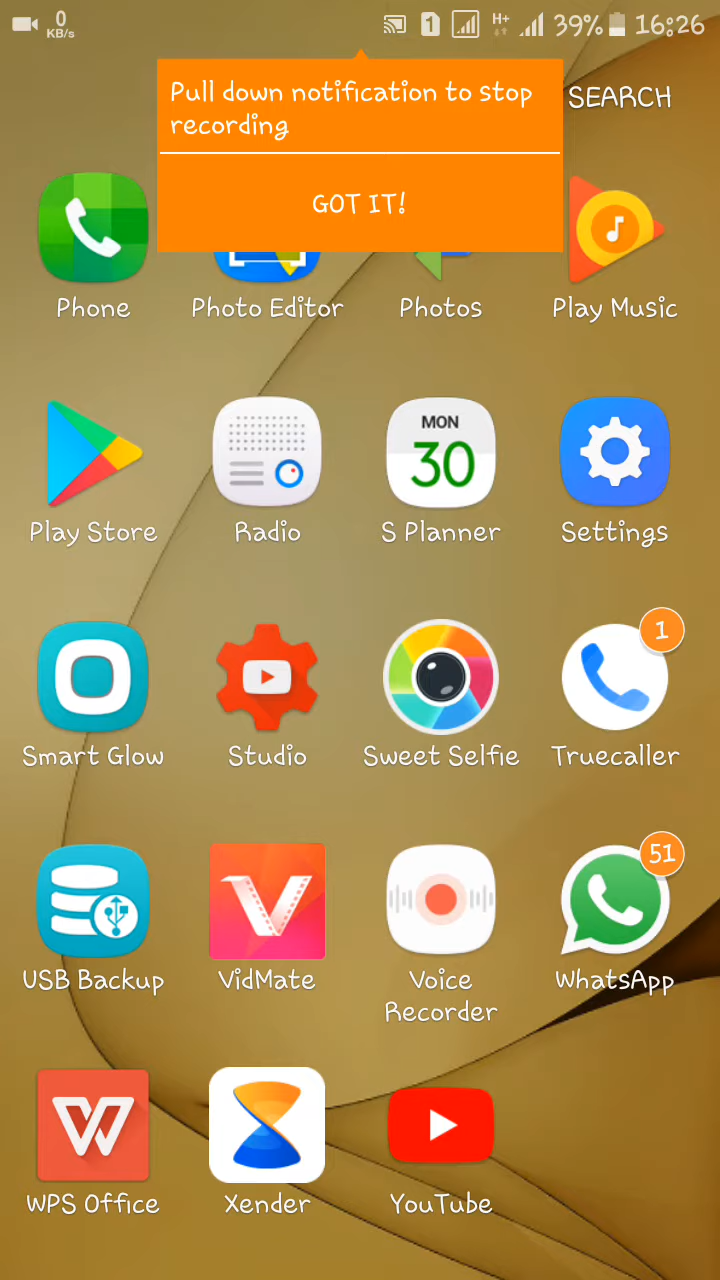 0
KB/s
1
H+
39%
16:26
Pull down notification to stop
recording
SEARCH
GOT IT!
Phone
Photo Editor
Photos
Play Music
MON
30
Play Store
Radio
S Planner
Settings
1
Smart Glow
Studio
Sweet Selfie
Truecaller
51
USB Backup
VidMate
Voice
Recorder
WhatsApp
WPS Office
Xender
YouTube